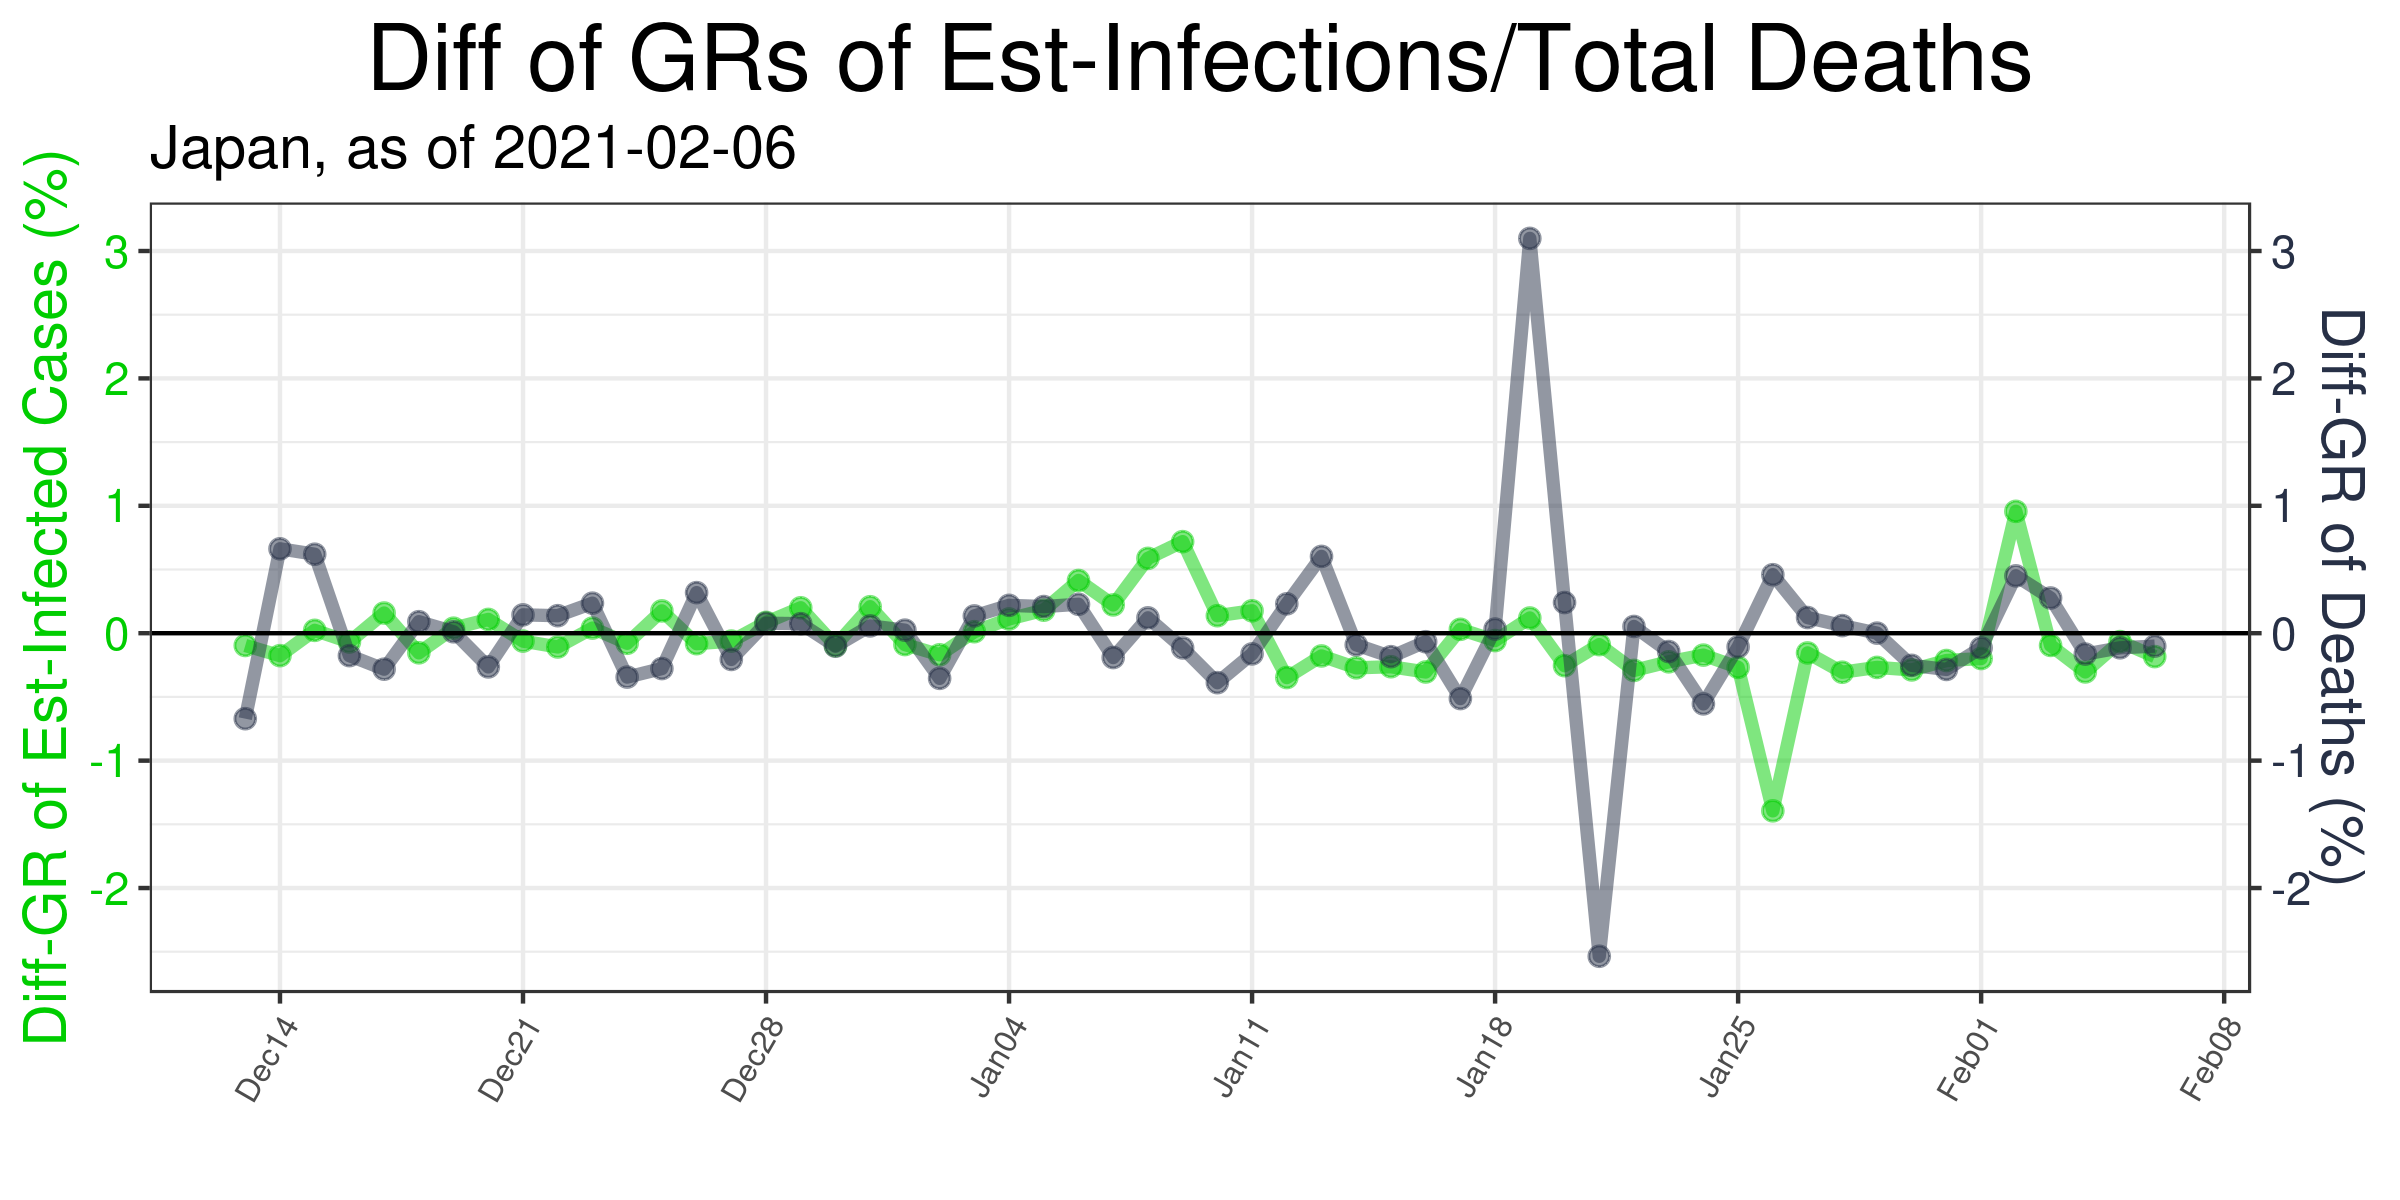 Diff of GRs of Est-Infections/Total Deaths
Japan, as of 2021-02-06
Diff-GR of Est-Infected Cases (%)
3
2
1
0
-1
-2
3
2
1
0
-1
-2
Diff-GR of Deaths (%)
Dec14
Dec21
Dec28
Jan04
Jan11
Jan18
Jan25
Feb01
Feb08